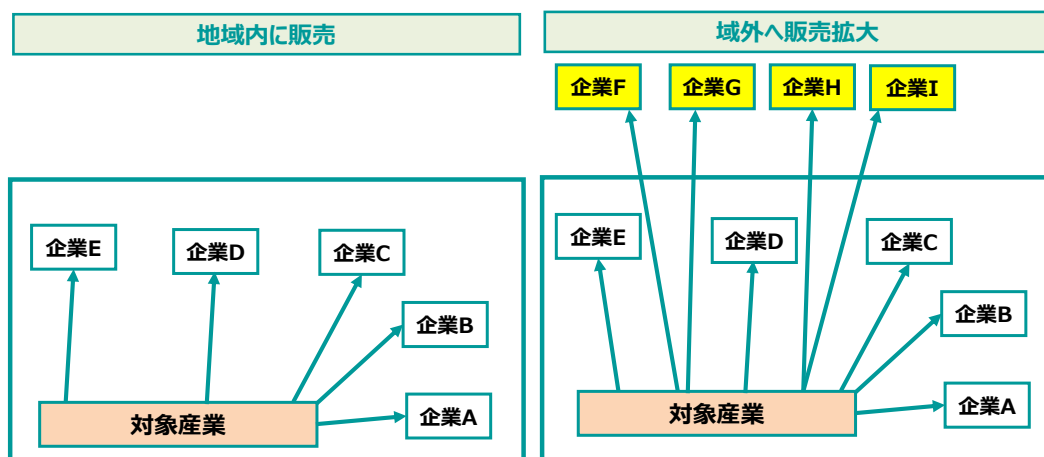 地域内に販売
企業E
企業D
企業C
企業B
企業A
対象産業
域外へ販売拡大
企業F
企業G
企業H
企業I
企業E
企業D
企業C
企業B
企業A
対象産業